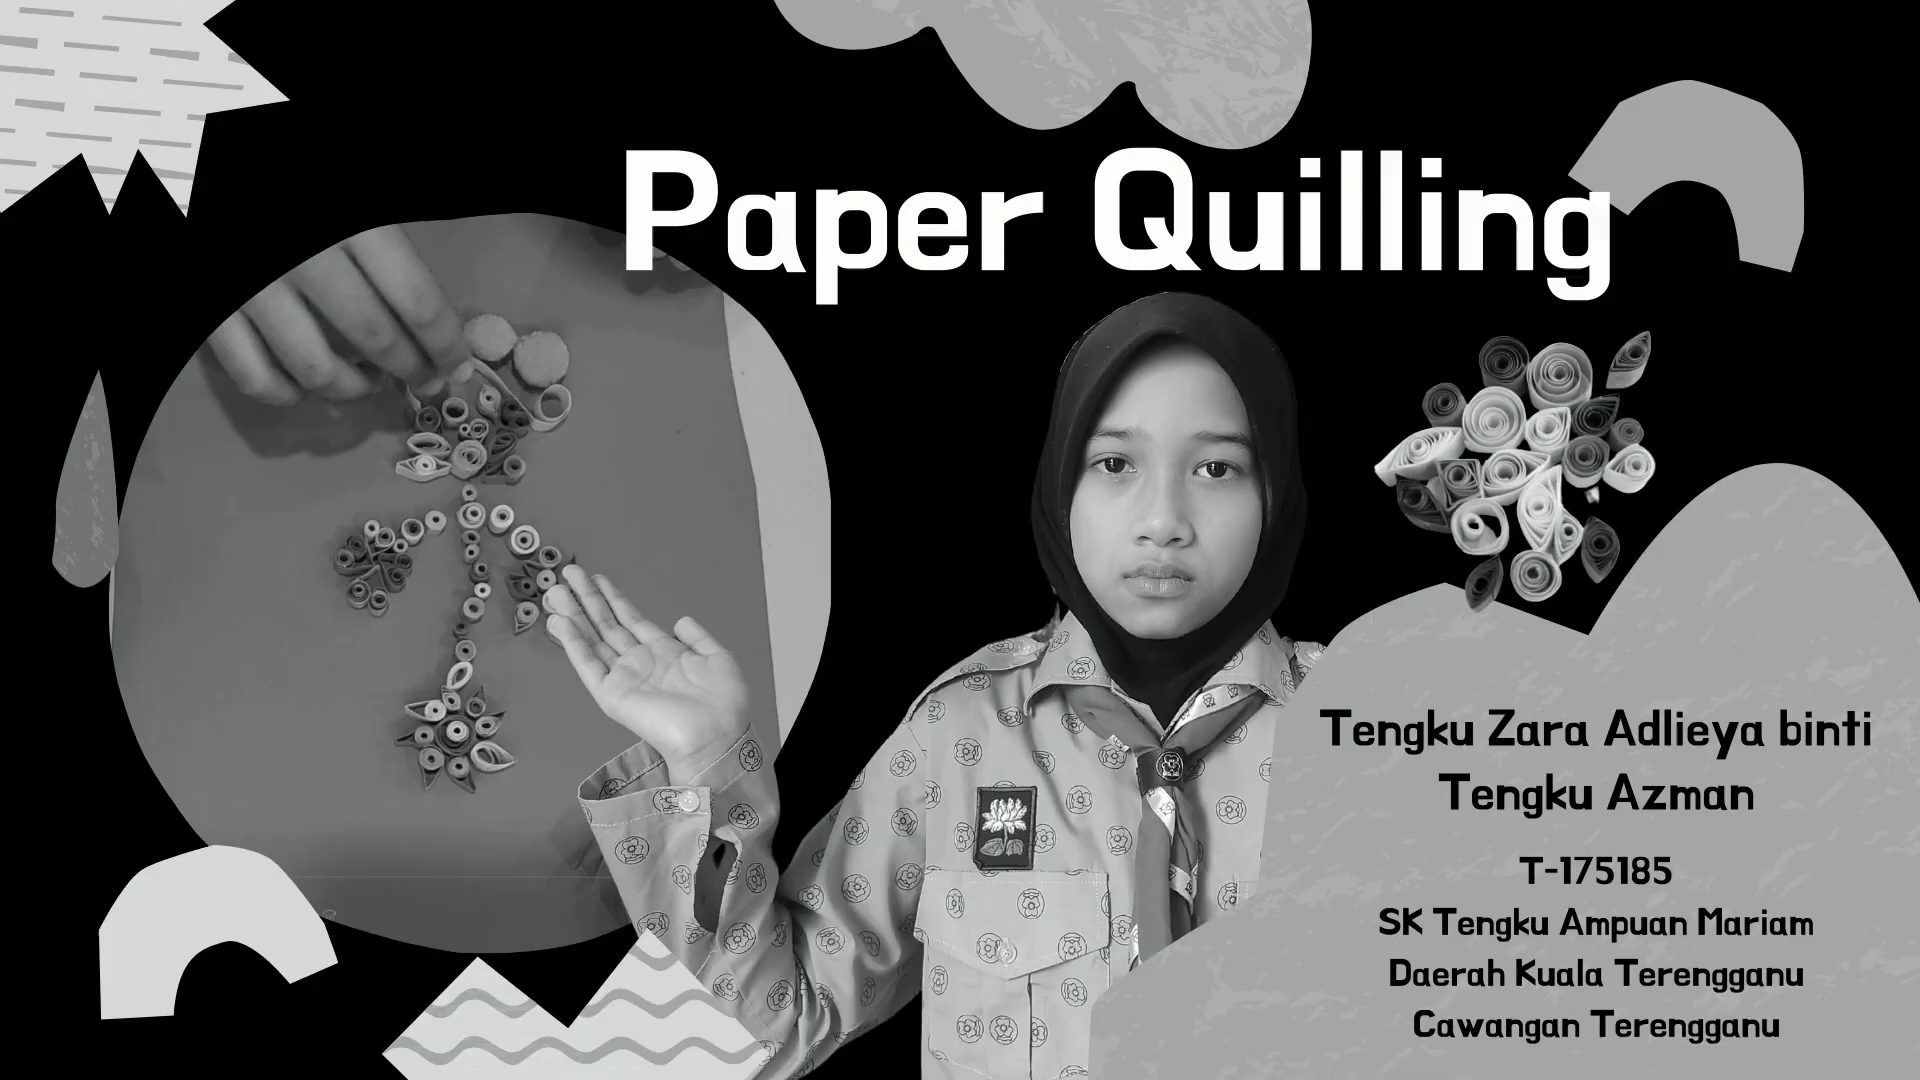 Paper Quilling
Tengku Zara Adlieya binti
Tengku Azman
T-175185
SK Tengku Ampuan Mariam
Daerah Kuala Terengganu
Cawangan Terengganu